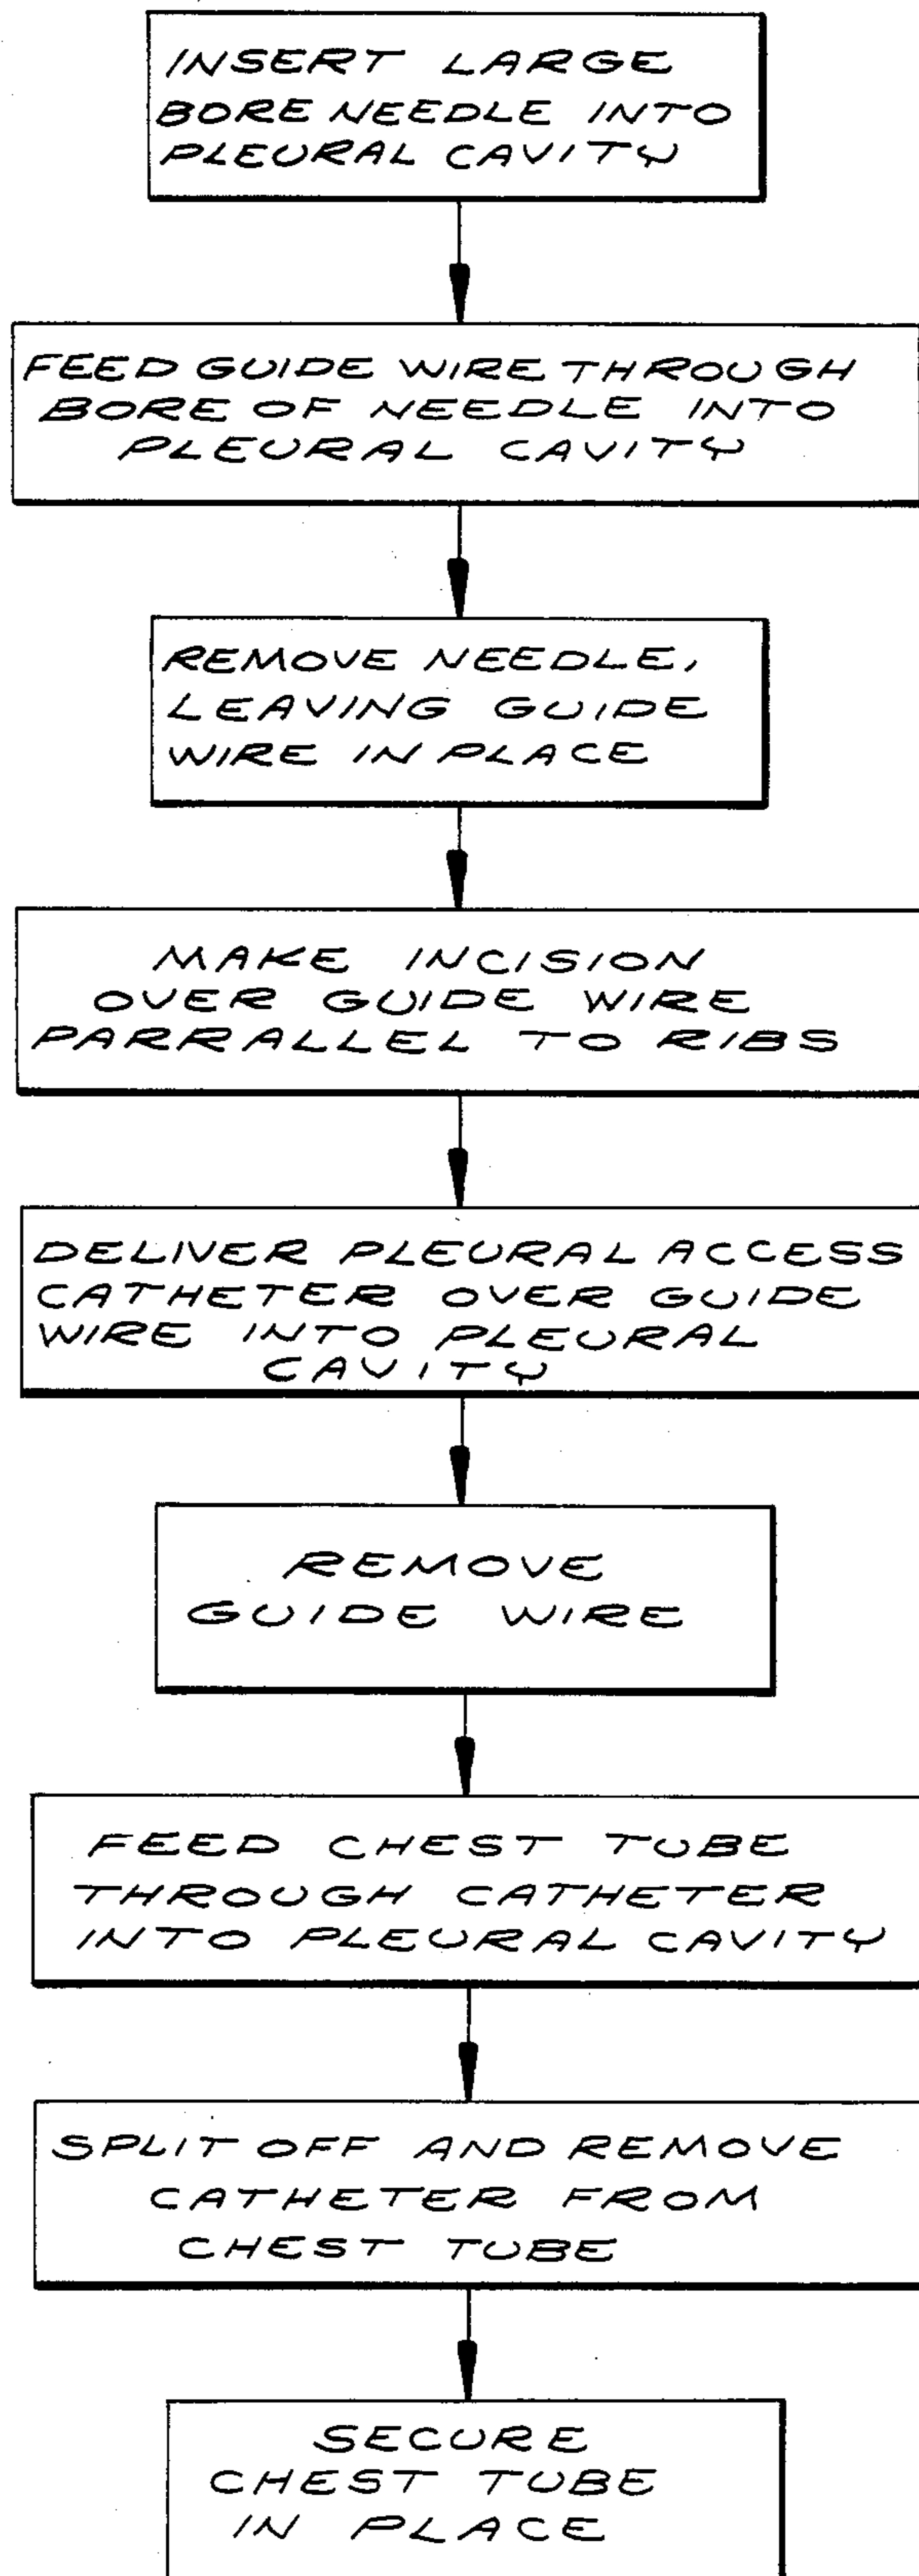 INSERT LARGE
BORE NEEDLE INTO
PLEURAL CAVITY
FEED GUIDE WIRE THROUGH
BORE OF NEEDLE INTO
PLEURAL CAVITY
REMOVE NEEDLE,
LEAVING GUIDE
WIRE IN PLACE
MAKE INCISION
OVER GUIDE WIRE
PARRALLEL TO RIBS
DELIVER PLEURAL ACCESS
CATHETER OVER GUIDE
WIRE INTO PLEURAL
CAVITY
REMOVE
GUIDE WIRE
FEED CHEST TUBE
THROUGH CATHETER
INTO PLEURAL CAVITY
SPLIT OFF AND REMOVE
CATHETER FROM
CHEST TUBE
SECURE
CHEST TUBE
IN PLACE